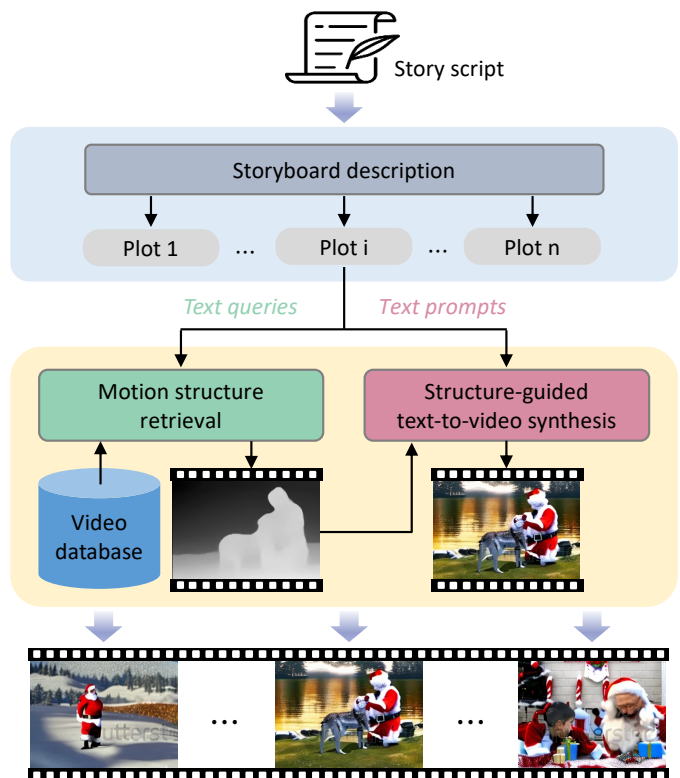 Story script
Storyboard description
Plot 1 ... Plot i ... Plot n
Text queries Text prompts
Motion structure
retrieval
Structure-guided
text-to-video synthesis
Video
database
... ...